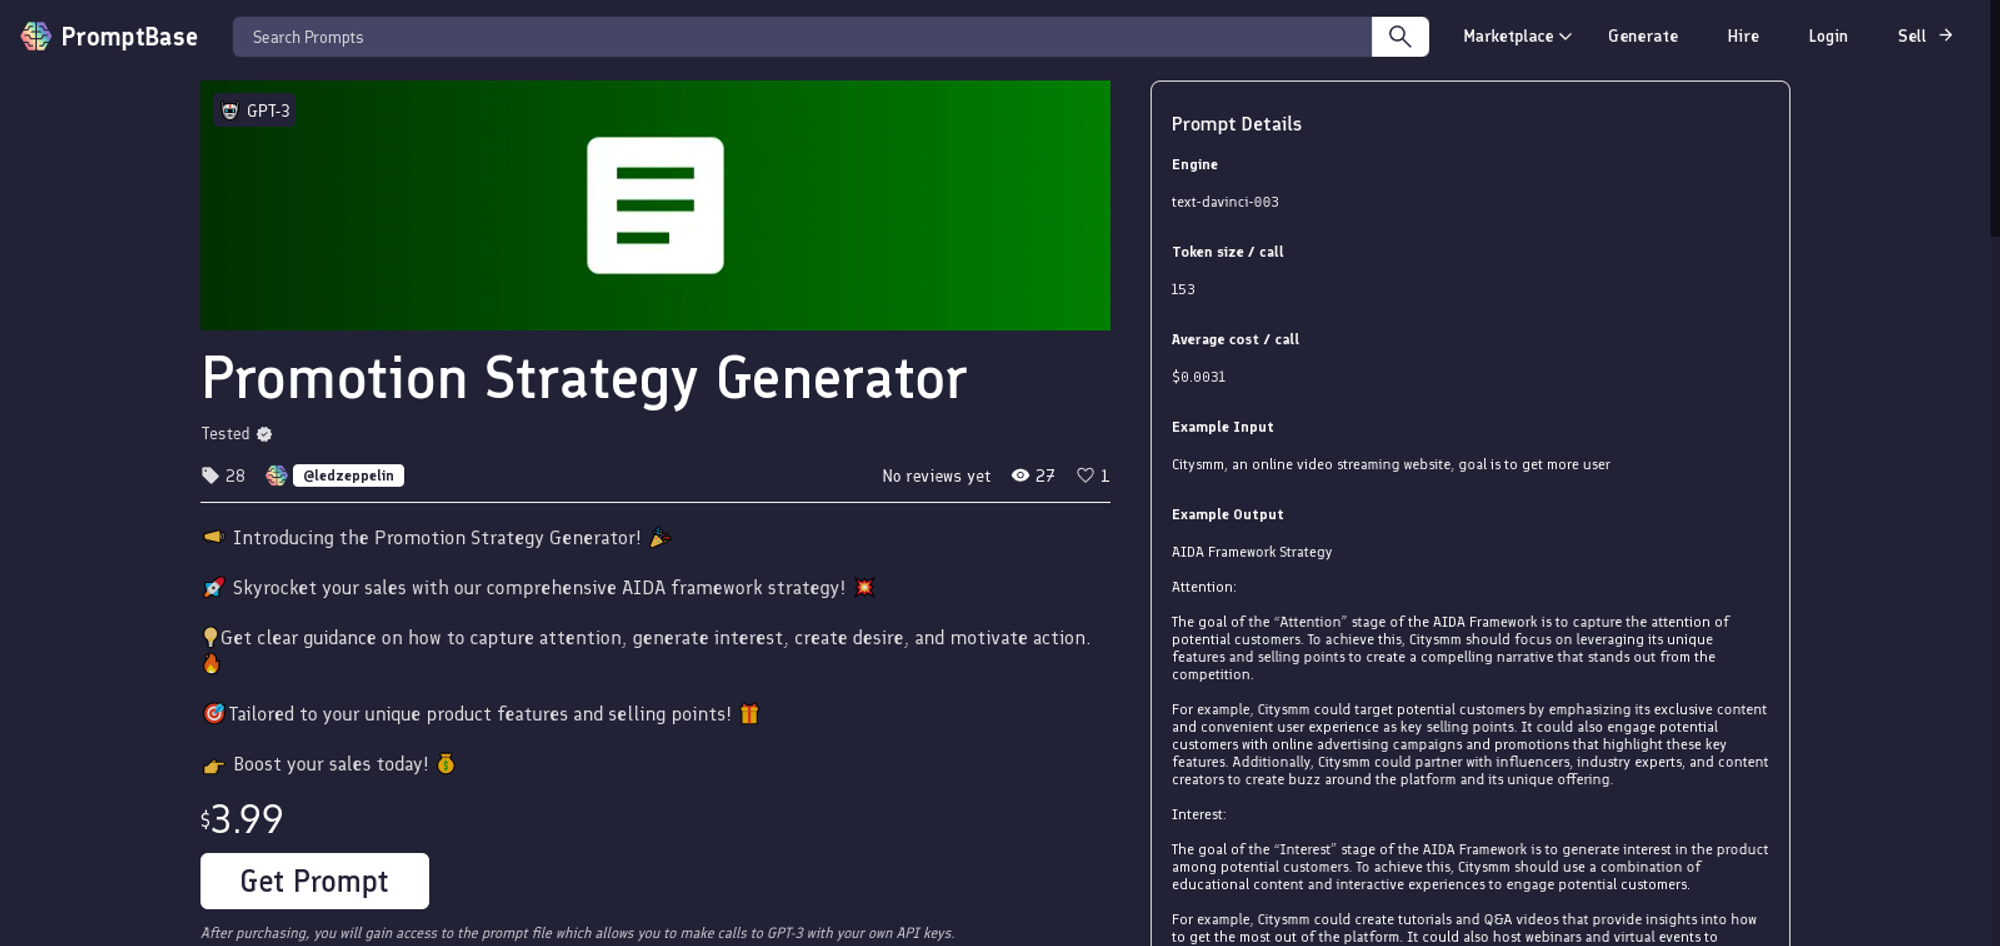 PromptBase
Search Prompts
Marketplace
Generate
Hire
Login
Sell
GPT-3
Promotion Strategy Generator
Tested
28
@ledzeppelin
No reviews yet
27
1
Introducing the Promotion Strategy Generator!
Skyrocket your sales with our comprehensive AIDA framework strategy!
Get clear guidance on how to capture attention, generate interest, create desire, and motivate action.
Tailored to your unique product features and selling points!
Boost your sales today!
$3.99
Get Prompt
After purchasing, you will gain access to the prompt file which allows you to make calls to GPT-3 with your own API keys.
Prompt Details
Engine
text-davinci-003
Token size / call
153
Average cost / call
$0.0031
Example Input
Citysmm, an online video streaming website, goal is to get more user
Example Output
AIDA Framework Strategy
Attention:
The goal of the “Attention” stage of the AIDA Framework is to capture the attention of
potential customers. To achieve this, Citysmm should focus on leveraging its unique
features and selling points to create a compelling narrative that stands out from the
competition.
For example, Citysmm could target potential customers by emphasizing its exclusive content
and convenient user experience as key selling points. It could also engage potential
customers with online advertising campaigns and promotions that highlight these key
features. Additionally, Citysmm could partner with influencers, industry experts, and content
creators to create buzz around the platform and its unique offering.
Interest:
The goal of the “Interest” stage of the AIDA Framework is to generate interest in the product
among potential customers. To achieve this, Citysmm should use a combination of
educational content and interactive experiences to engage potential customers.
For example, Citysmm could create tutorials and Q&A videos that provide insights into how
to get the most out of the platform. It could also host webinars and virtual events to